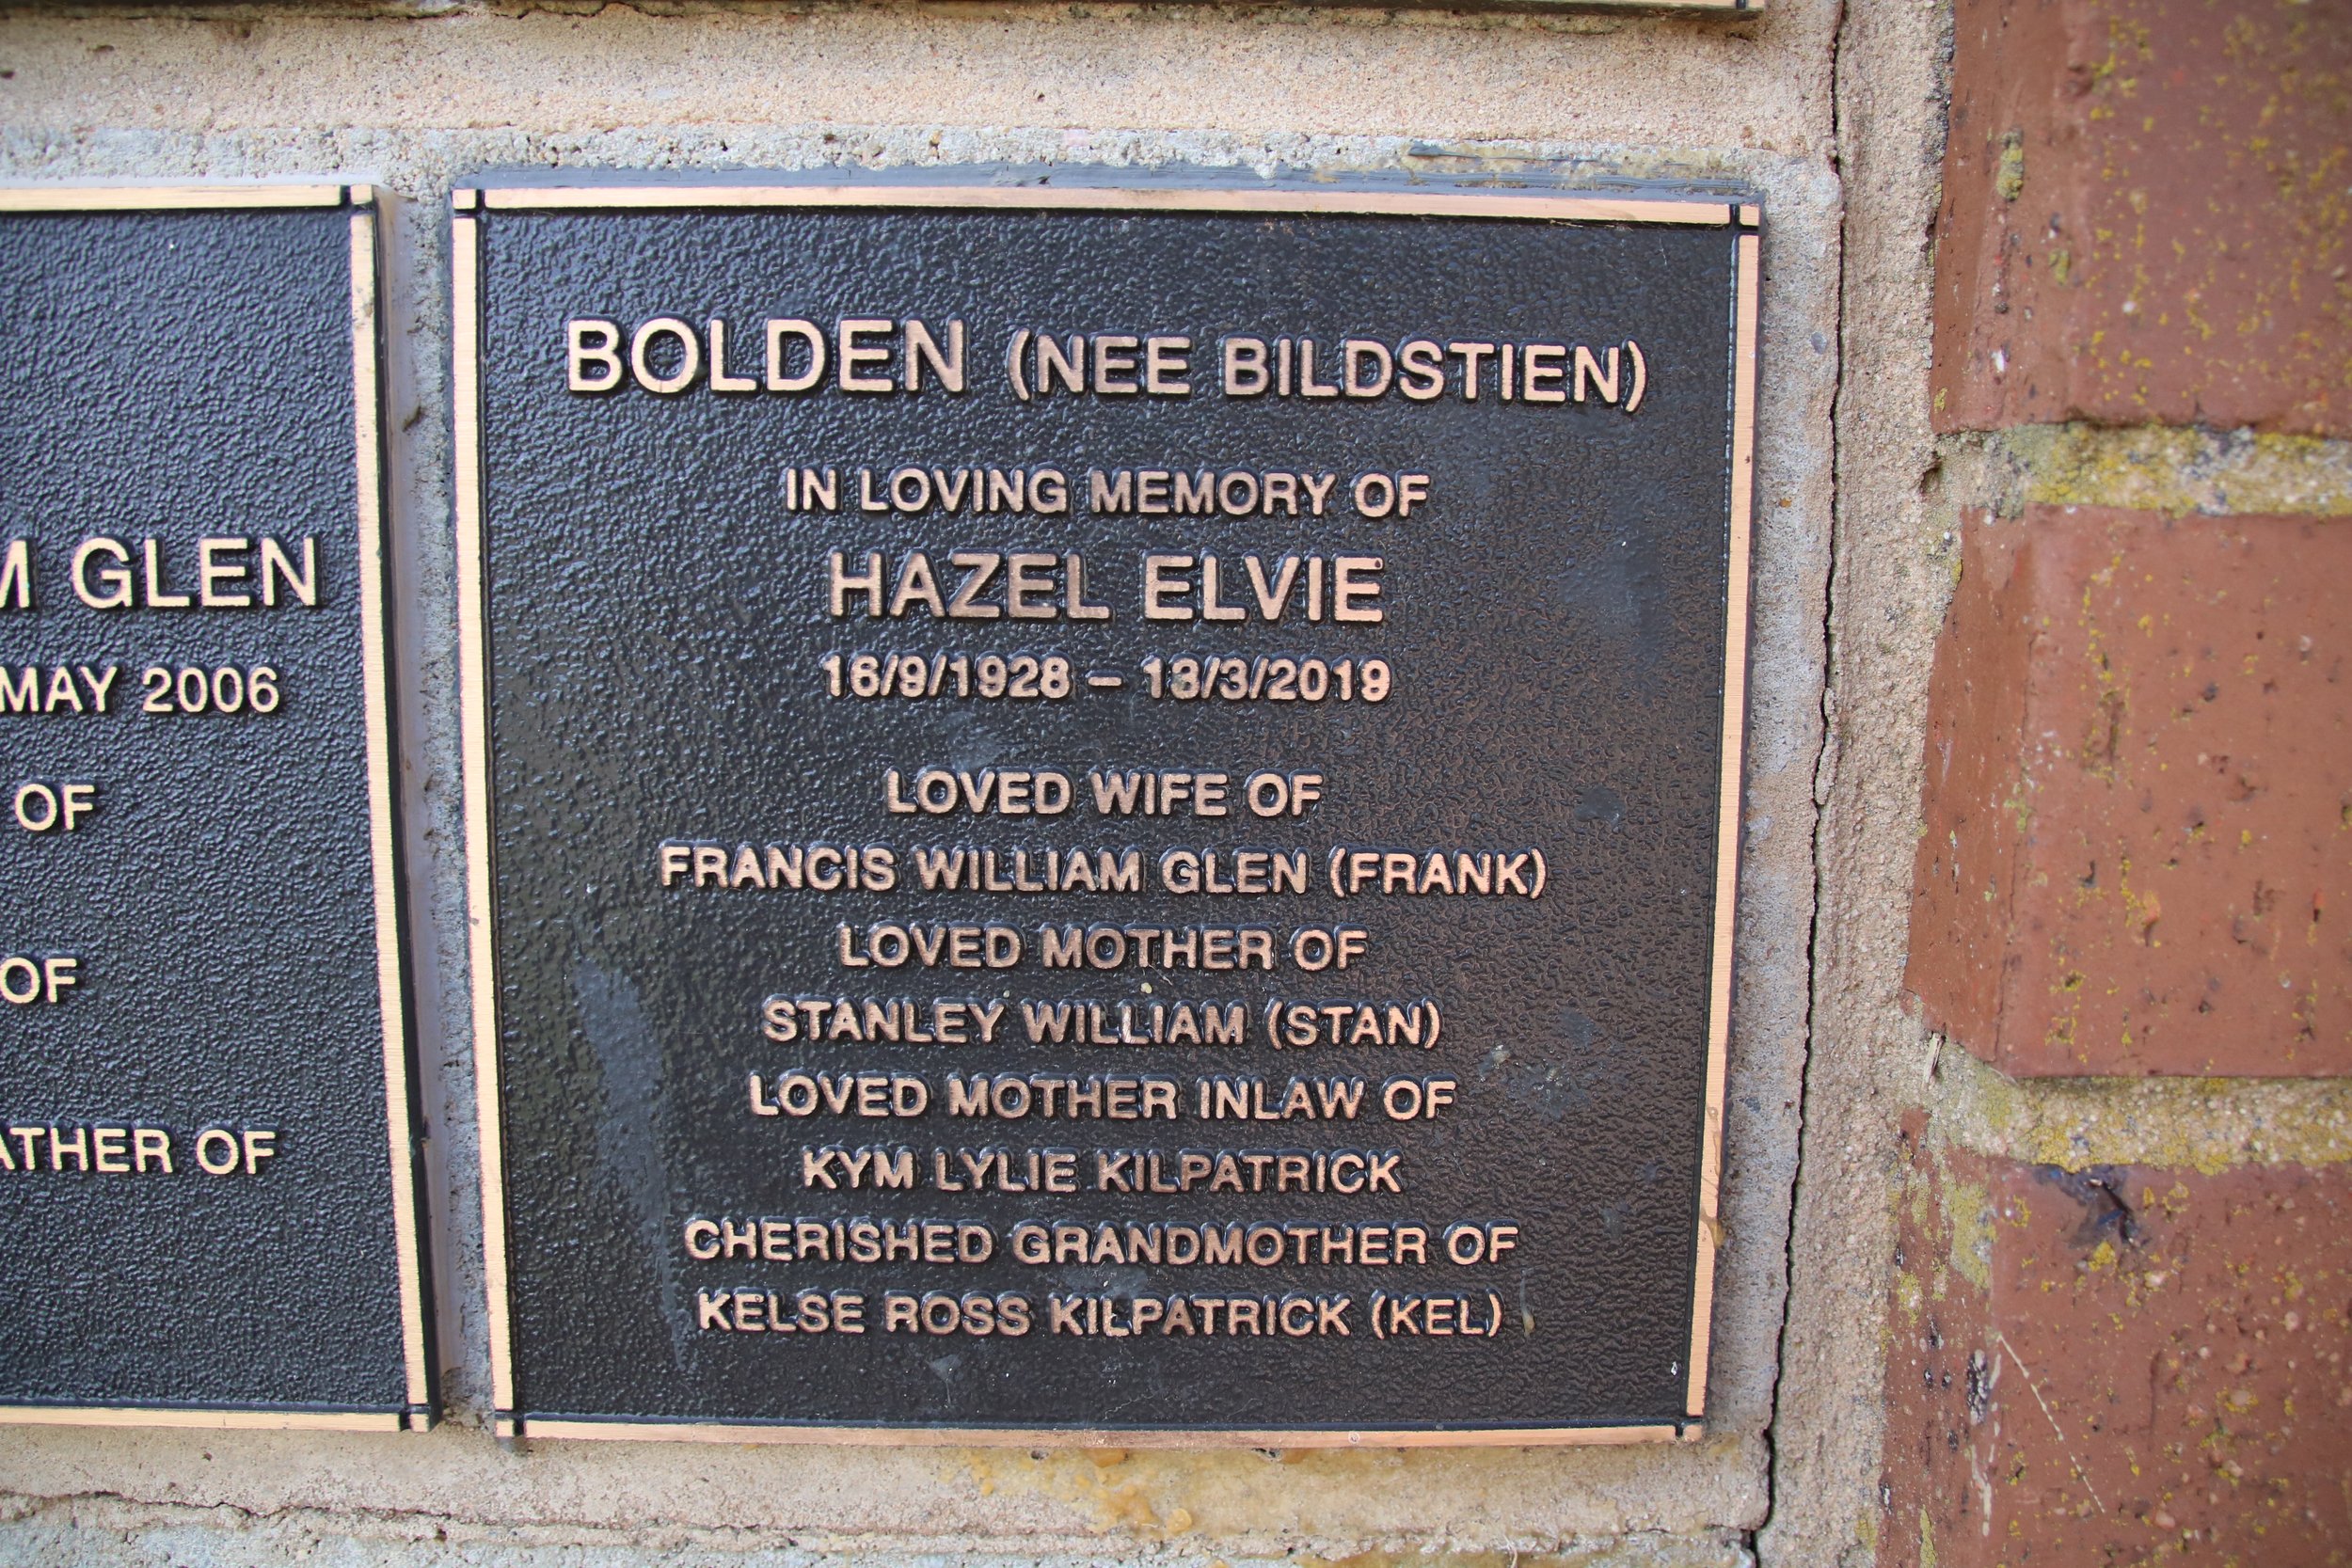 M GLEN
MAY 2006
OF
OF
ATHER OF
BOLDEN (NEE BILDSTIEN)
IN LOVING MEMORY OF
HAZEL ELVIE
16/9/1928 – 13/3/2019
LOVED WIFE OF
FRANCIS WILLIAM GLEN (FRANK)
LOVED MOTHER OF
STANLEY WILLIAM (STAN)
LOVED MOTHER INLAW OF
KYM LYLIE KILPATRICK
CHERISHED GRANDMOTHER OF
KELSE ROSS KILPATRICK (KEL)